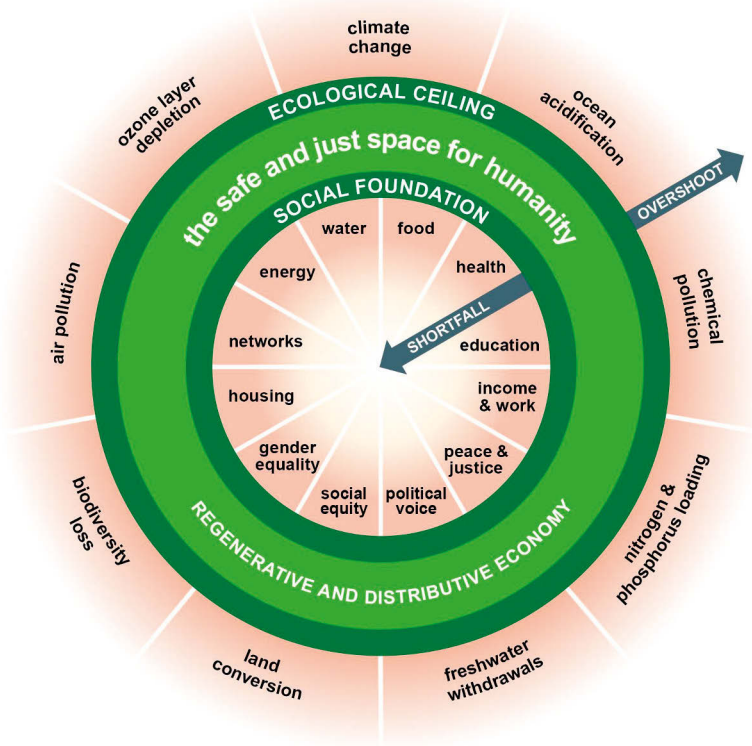 climate
change
ozone layer
depletion
ocean
acidification
ECOLOGICAL CEILING
the safe and just space for humanity
OVERSHOOT
SOCIAL FOUNDATION
water
food
energy
health
air pollution
chemical
pollution
SHORTFALL
networks
education
housing
income
& work
gender
equality
peace &
justice
social
equity
political
voice
biodiversity
loss
nitrogen &
phosphorus loading
REGENERATIVE AND DISTRIBUTIVE ECONOMY
land
conversion
freshwater
withdrawals